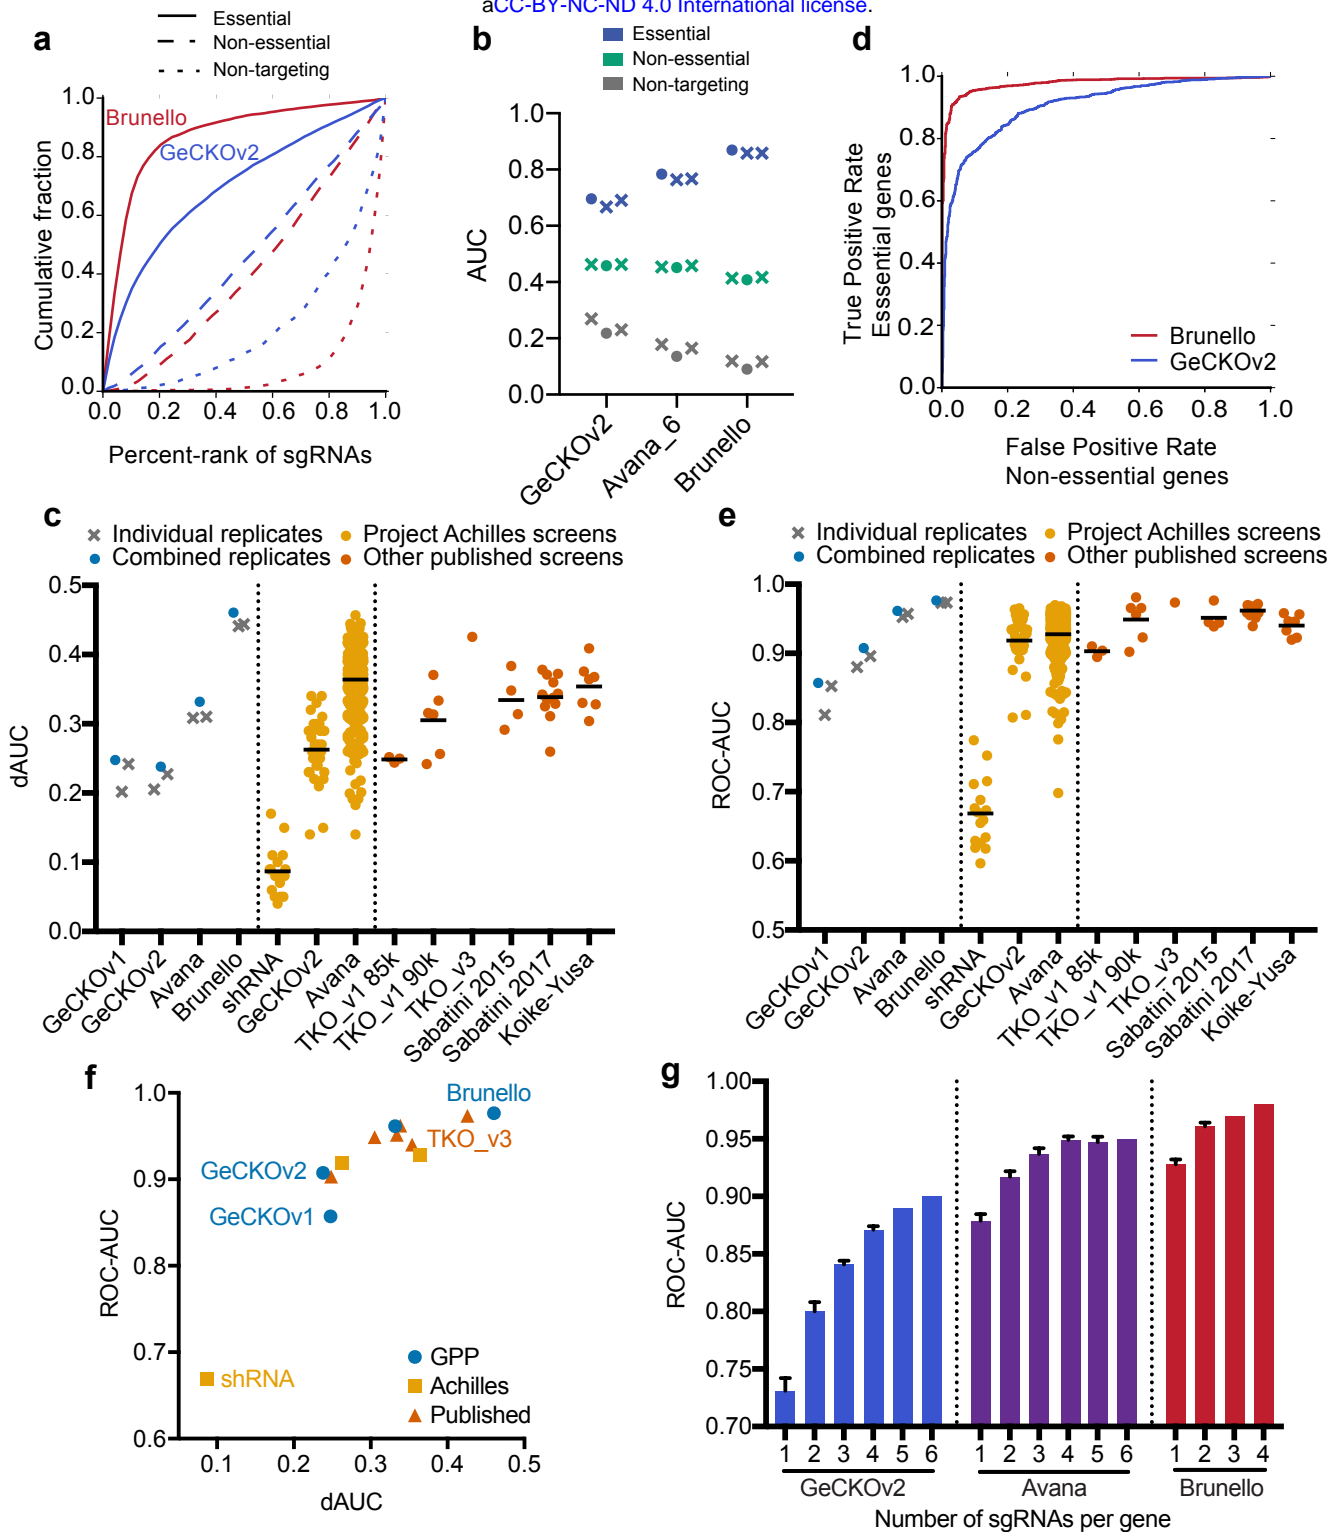 aCC-BY-NC-ND 4.0 International license.
a
Essential
Non-essential
Non-targeting
1.0
0.8
0.6
0.4
0.2
0.0
Brunello
GeCKOv2
Cumulative fraction
0.0 0.2 0.4 0.6 0.8 1.0
Percent-rank of sgRNAs
b
Essential
Non-essential
Non-targeting
1.0
0.8
0.6
0.4
0.2
0.0
AUC
GeCKOv2
Avana_6
Brunello
d
1.0
0.8
0.6
0.4
0.2
0.0
True Positive Rate
Esssential genes
Brunello
GeCKOv2
0.0 0.2 0.4 0.6 0.8 1.0
False Positive Rate
Non-essential genes
c
Individual replicates
Combined replicates
Project Achilles screens
Other published screens
0.5
0.4
0.3
0.2
0.1
0.0
dAUC
GeCKOv1
GeCKOv2
Avana
Brunello
shRNA
GeCKOv2
Avana
TKO_v1 85k
TKO_v1 90k
TKO_v3
Sabatini 2015
Sabatini 2017
Koike-Yusa
e
Individual replicates
Combined replicates
Project Achilles screens
Other published screens
1.0
0.9
0.8
0.7
0.6
0.5
ROC-AUC
GeCKOv1
GeCKOv2
Avana
Brunello
shRNA
GeCKOv2
Avana
TKO_v1 85k
TKO_v1 90k
TKO_v3
Sabatini 2015
Sabatini 2017
Koike-Yusa
f
1.0
0.9
0.8
0.7
0.6
ROC-AUC
Brunello
TKO_v3
GeCKOv2
GeCKOv1
shRNA
GPP
Achilles
Published
0.1 0.2 0.3 0.4 0.5
dAUC
g
1.00
0.95
0.90
0.85
0.80
0.75
0.70
ROC-AUC
1 2 3 4 5 6 1 2 3 4 5 6 1 2 3 4
GeCKOv2 Avana Brunello
Number of sgRNAs per gene